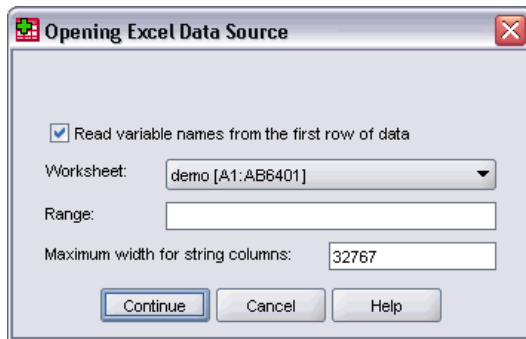 Opening Excel Data Source
Read variable names from the first row of data
Worksheet: demo [A1:AB6401]
Range:
Maximum width for string columns: 32767
Continue Cancel Help